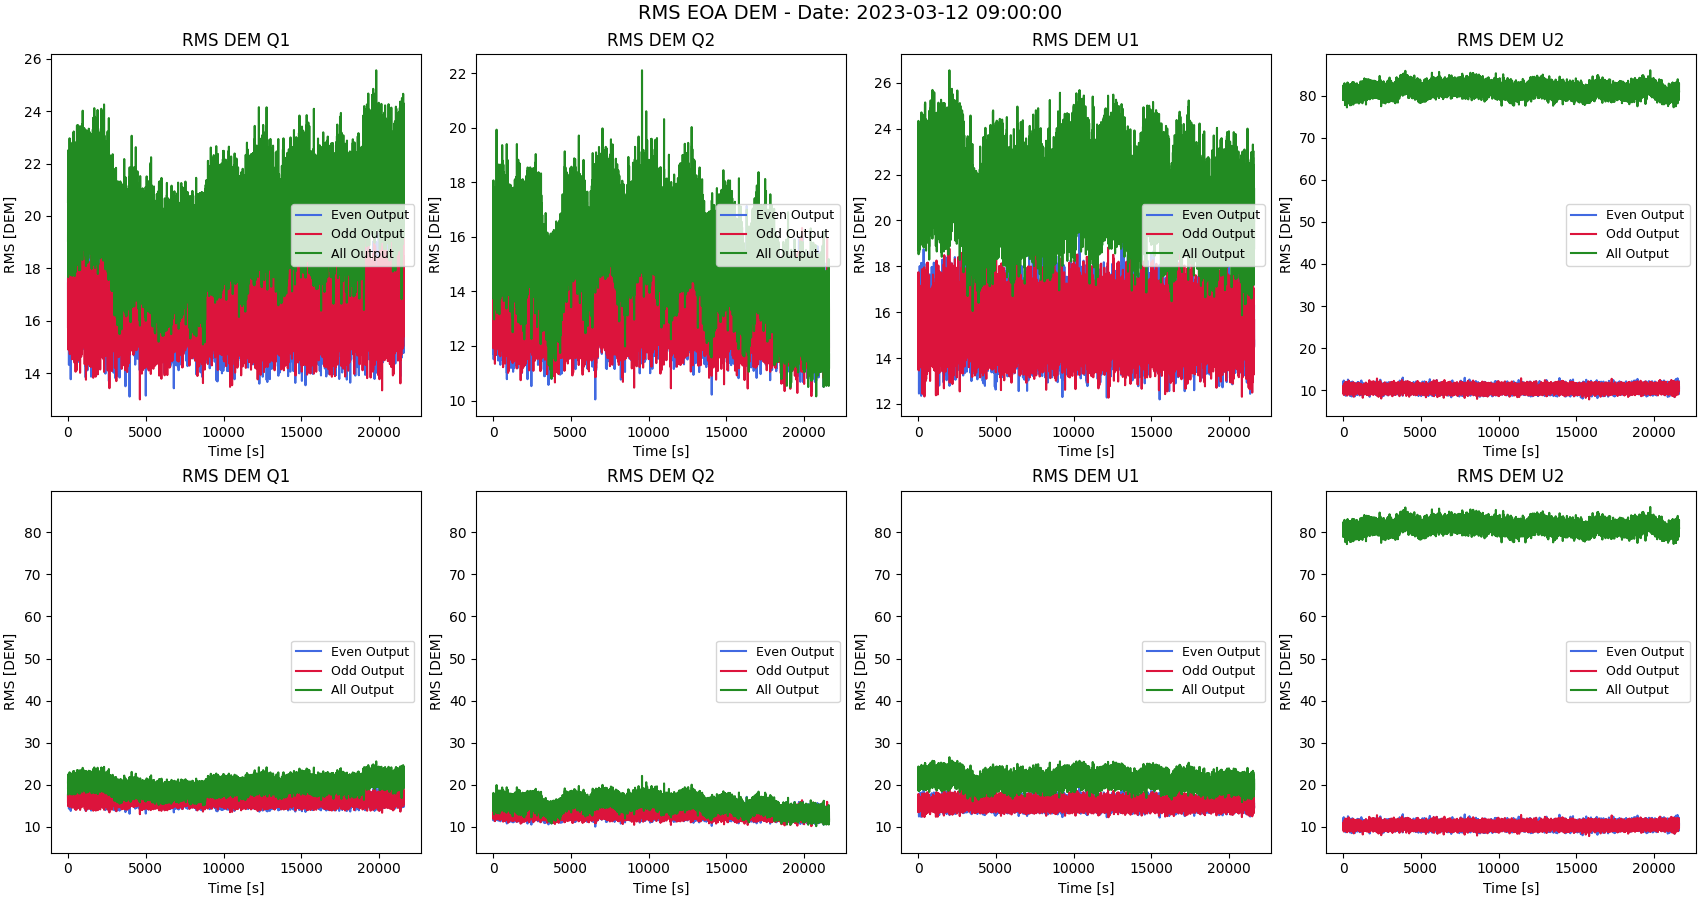 RMS EOA DEM - Date: 2023-03-12 09:00:00
RMS DEM Q1
RMS [DEM]
26
24
22
20
18
16
14
0 5000 10000 15000 20000
Time [s]
Even Output
Odd Output
All Output
RMS DEM Q2
RMS [DEM]
22
20
18
16
14
12
10
0 5000 10000 15000 20000
Time [s]
Even Output
Odd Output
All Output
RMS DEM U1
RMS [DEM]
26
24
22
20
18
16
14
12
0 5000 10000 15000 20000
Time [s]
Even Output
Odd Output
All Output
RMS DEM U2
RMS [DEM]
80
70
60
50
40
30
20
10
0 5000 10000 15000 20000
Time [s]
Even Output
Odd Output
All Output
RMS DEM Q1
RMS [DEM]
80
70
60
50
40
30
20
10
0 5000 10000 15000 20000
Time [s]
Even Output
Odd Output
All Output
RMS DEM Q2
RMS [DEM]
80
70
60
50
40
30
20
10
0 5000 10000 15000 20000
Time [s]
Even Output
Odd Output
All Output
RMS DEM U1
RMS [DEM]
80
70
60
50
40
30
20
10
0 5000 10000 15000 20000
Time [s]
Even Output
Odd Output
All Output
RMS DEM U2
RMS [DEM]
80
70
60
50
40
30
20
10
0 5000 10000 15000 20000
Time [s]
Even Output
Odd Output
All Output